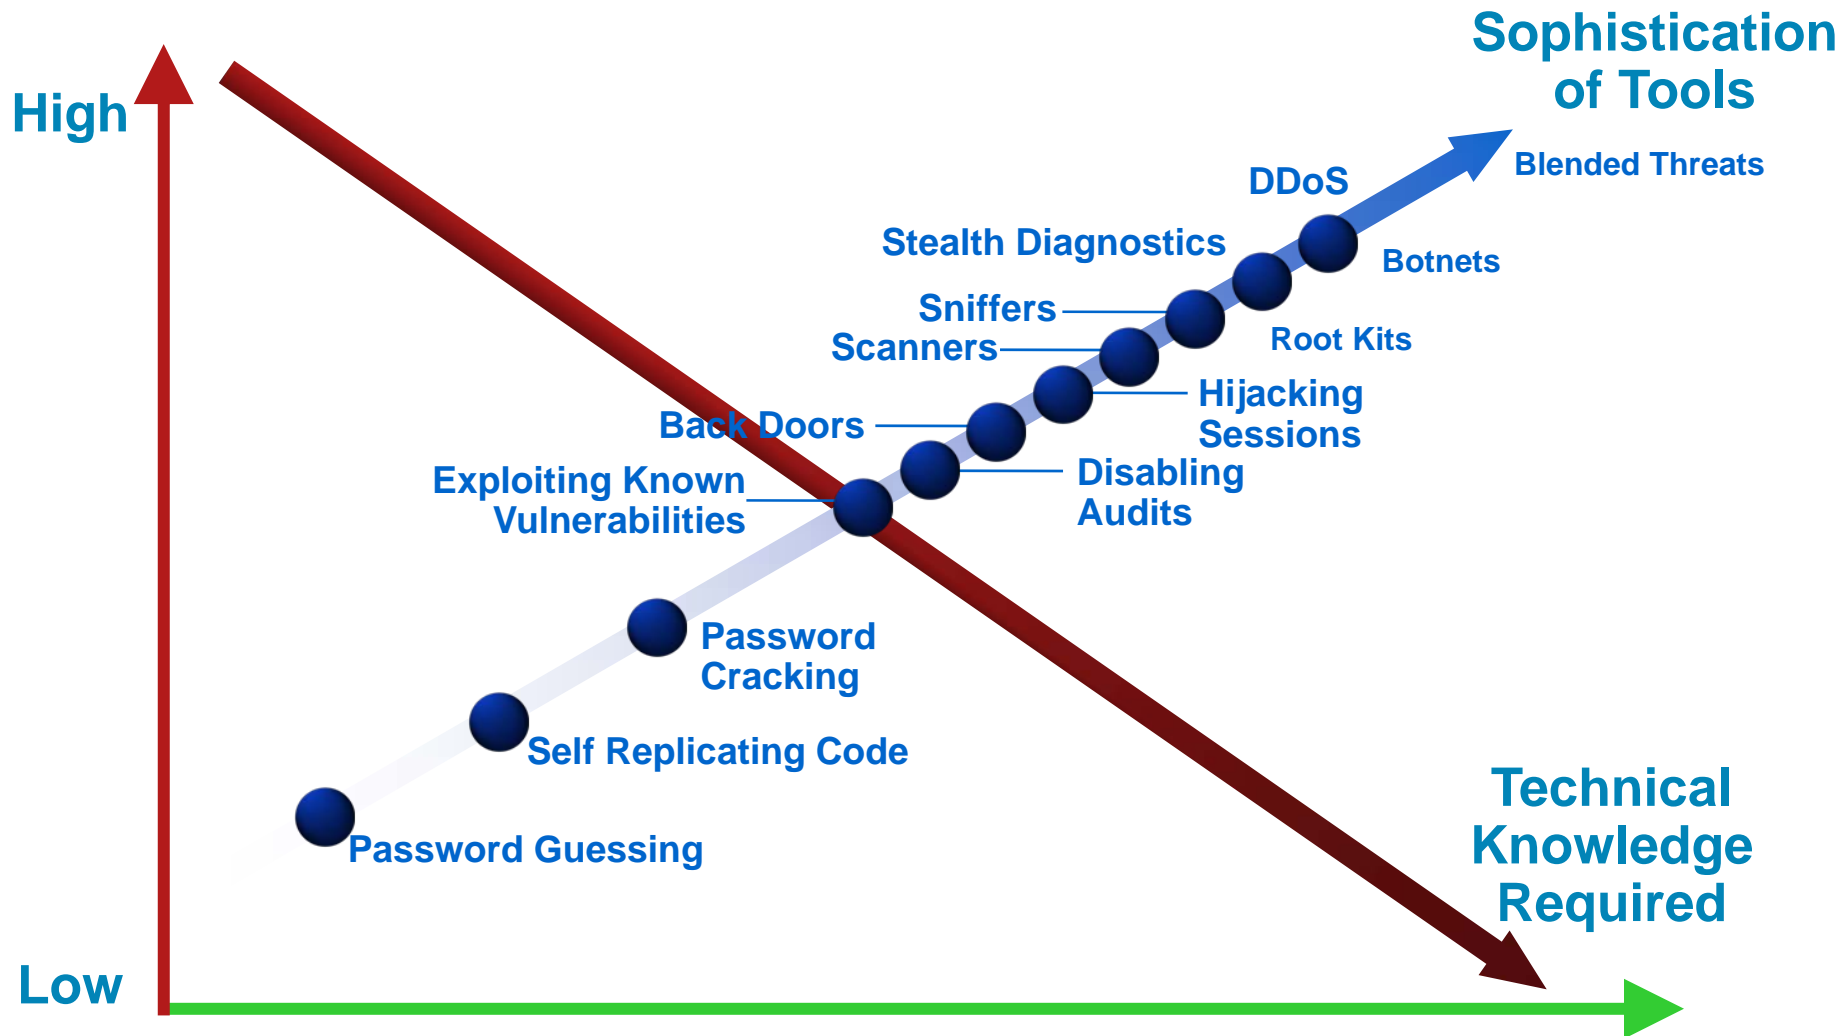 Sophistication
of Tools
High
Blended Threats
DDoS
Stealth Diagnostics
Botnets
Sniffers
Root Kits
Scanners
Hijacking
Sessions
Back Doors
Exploiting Known
Vulnerabilities
Disabling
Audits
Password
Cracking
Self Replicating Code
Password Guessing
Technical
Knowledge
Required
Low